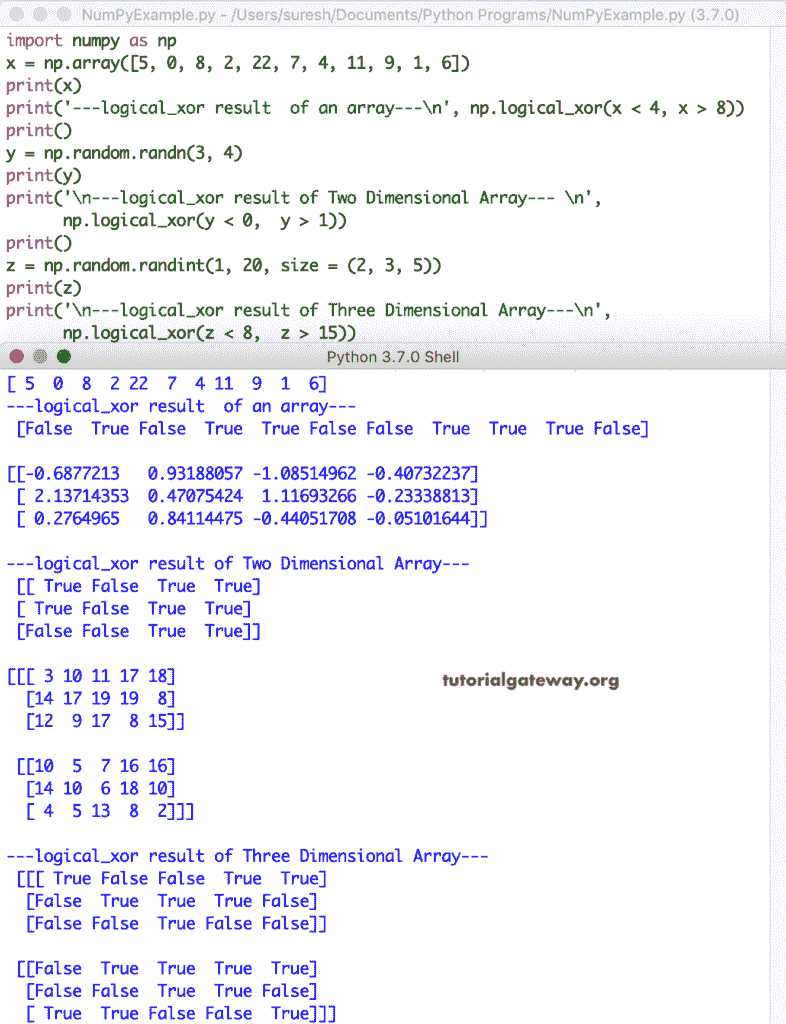 NumPyExample.py - /Users/suresh/Documents/Python Programs/NumPyExample.py (3.7.0)
import numpy as np
x = np.array([5, 0, 8, 2, 22, 7, 4, 11, 9, 1, 6])
print(x)
print('---logical_xor result  of an array---\n', np.logical_xor(x < 4, x > 8))
print()
y = np.random.randn(3, 4)
print(y)
print('\n---logical_xor result of Two Dimensional Array--- \n',
      np.logical_xor(y < 0,  y > 1))
print()
z = np.random.randint(1, 20, size = (2, 3, 5))
print(z)
print('\n---logical_xor result of Three Dimensional Array---\n',
      np.logical_xor(z < 8,  z > 15))
Python 3.7.0 Shell
[ 5  0  8  2 22  7  4 11  9  1  6]
---logical_xor result  of an array---
 [False  True False  True  True False False  True  True  True False]
[[-0.6877213   0.93188057 -1.08514962 -0.40732237]
 [ 2.13714353  0.47075424  1.11693266 -0.23338813]
 [ 0.2764965   0.84114475 -0.44051708 -0.05101644]]
---logical_xor result of Two Dimensional Array---
 [[ True False  True  True]
 [ True False  True  True]
 [False False  True  True]]
[[[ 3 10 11 17 18]
  [14 17 19 19  8]
  [12  9 17  8 15]]
tutorialgateway.org
 [[10  5  7 16 16]
  [14 10  6 18 10]
  [ 4  5 13  8  2]]]
---logical_xor result of Three Dimensional Array---
 [[[ True False False  True  True]
  [False  True  True  True False]
  [False False  True False False]]
 [[False  True  True  True  True]
  [False False  True  True False]
  [ True  True False False  True]]]